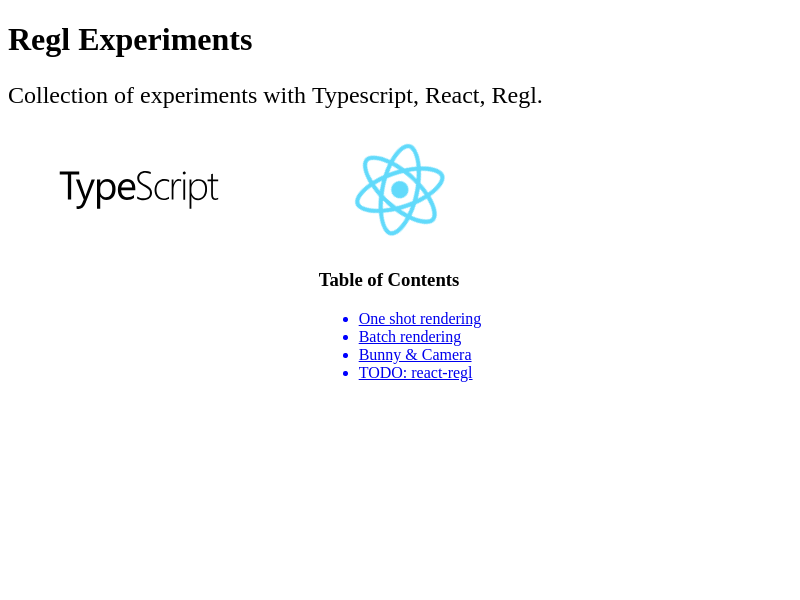 Regl Experiments
Collection of experiments with Typescript, React, Regl.
TypeScript
Table of Contents
One shot rendering
Batch rendering
Bunny & Camera
TODO: react-regl